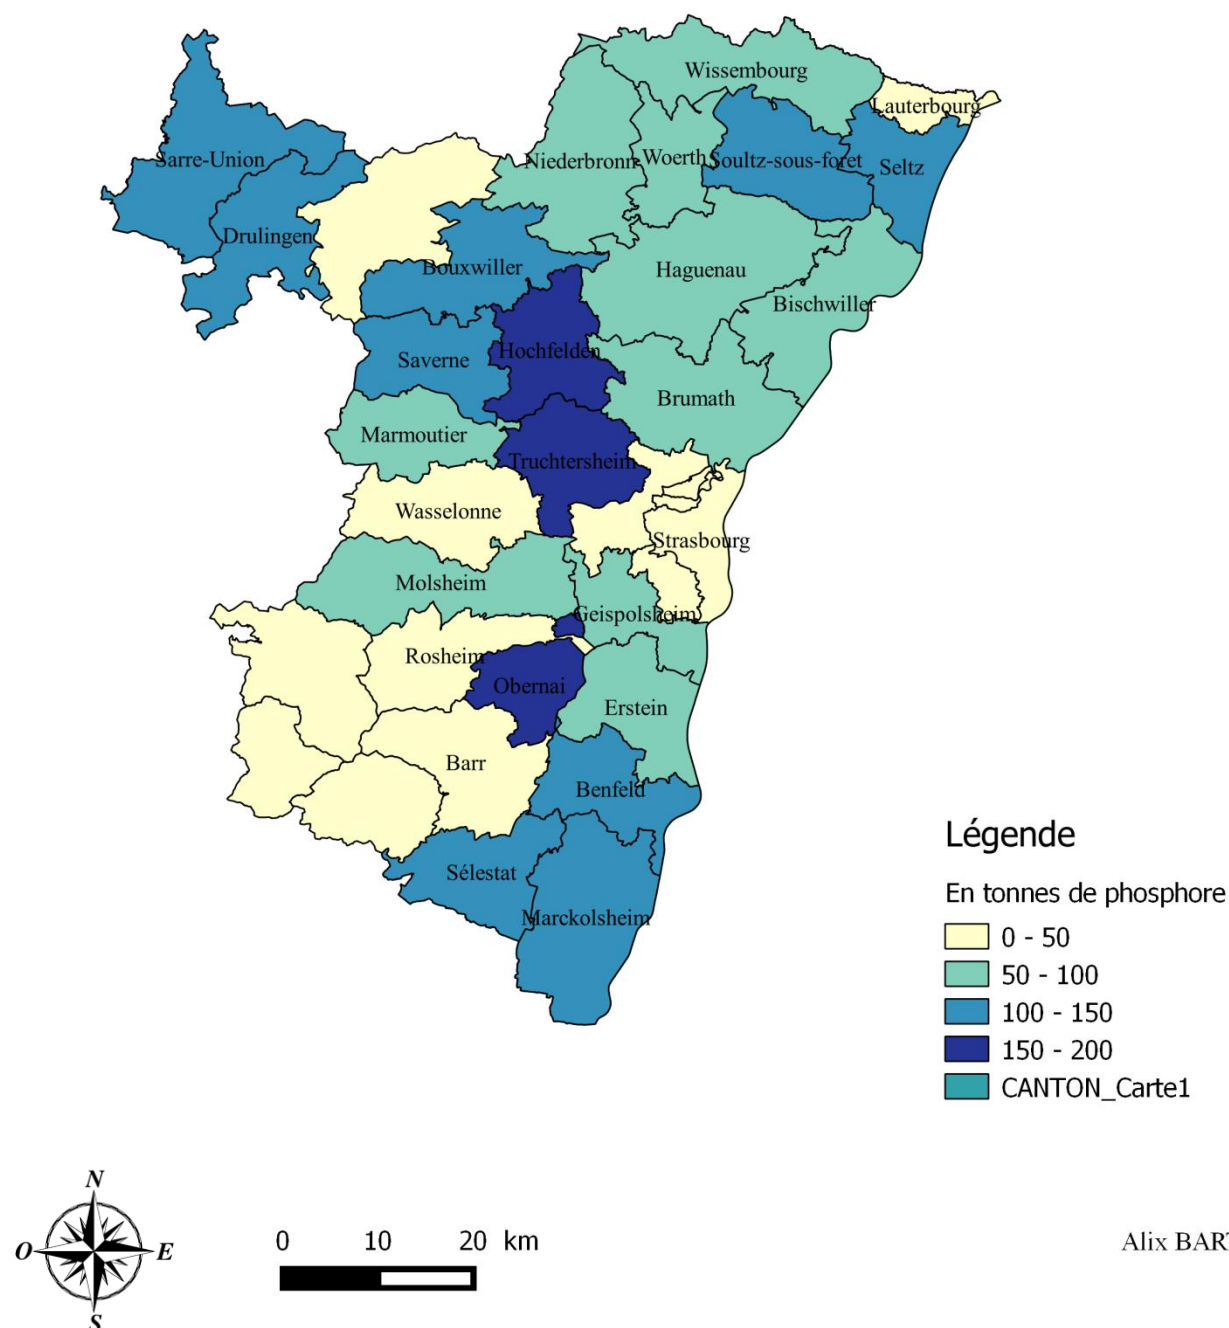 Wissembourg
Lauterbourg
Sarre-Union
Niederbronn
Woerth
Soultz-sous-foret
Seltz
Drulingen
Bouxwiller
Haguenau
Bischwiller
Hochfelden
Saverne
Brumath
Marmoutier
Truchtersheim
Wasselonne
Strasbourg
Molsheim
Geispolsheim
Rosheim
Obernai
Erstein
Barr
Benfeld
Sélestat
Marckolsheim
Légende
En tonnes de phosphore
0 - 50
50 - 100
100 - 150
150 - 200
CANTON_Carte1
N
O
E
S
0 10 20 km
Alix BART